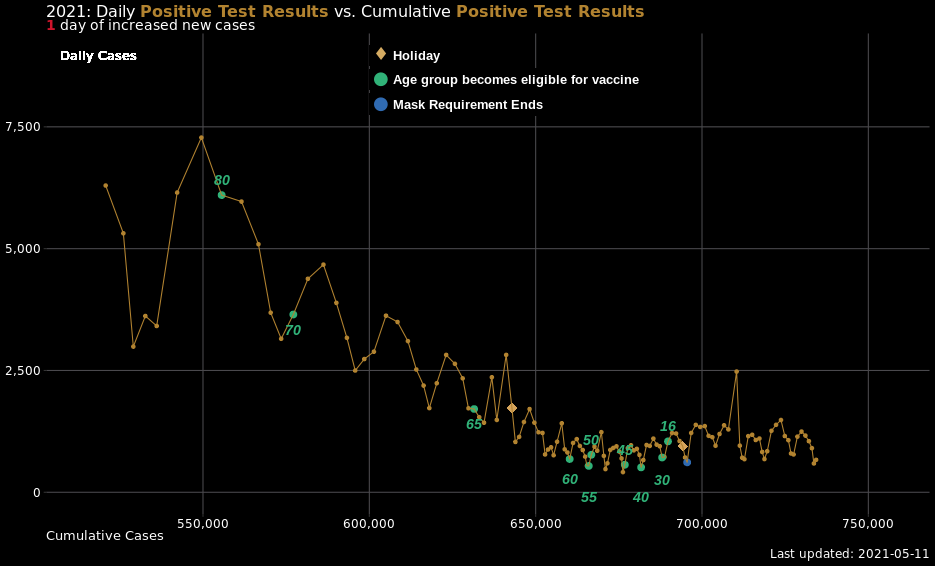 2021: Daily Positive Test Results vs. Cumulative Positive Test Results
1 day of increased new cases
Daily Cases
Holiday
Age group becomes eligible for vaccine
Mask Requirement Ends
7,500
80
5,000
70
2,500
65
16
50
45
60
30
55
40
0
550,000 600,000 650,000 700,000 750,000
Cumulative Cases
Last updated: 2021-05-11